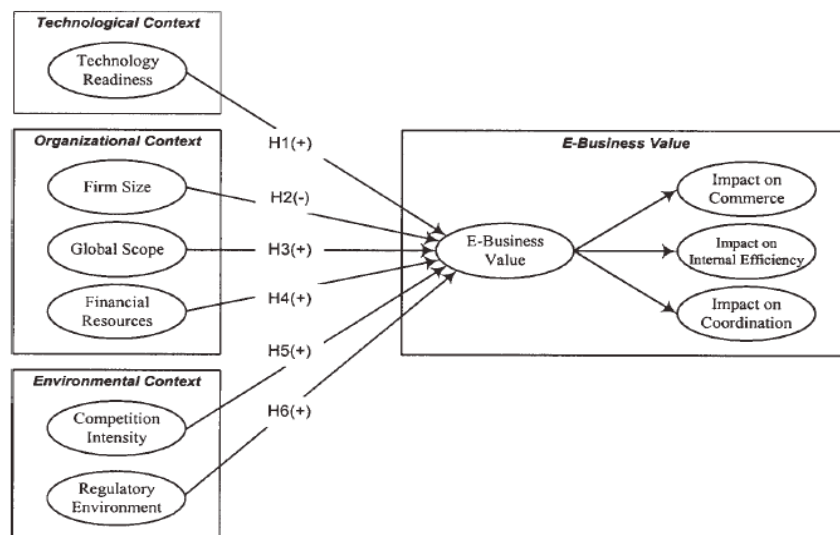 Technological Context
Technology
Readiness
Organizational Context
Firm Size
Global Scope
Financial
Resources
Environmental Context
Competition
Intensity
Regulatory
Environment
H1(+)
H2(-)
H3(+)
H4(+)
H5(+)
H6(+)
E-Business Value
E-Business
Value
Impact on
Commerce
Impact on
Internal Efficiency
Impact on
Coordination